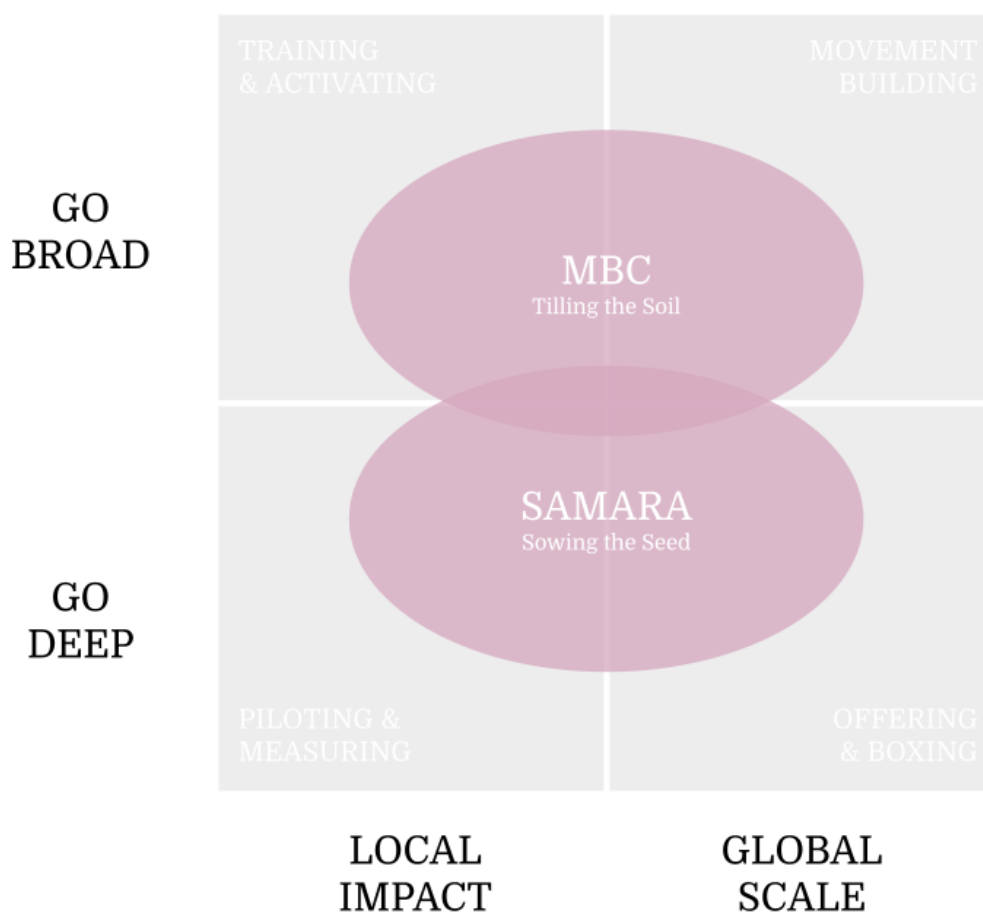 TRAINING
& ACTIVATING
MOVEMENT
BUILDING
GO
BROAD
MBC
Tilling the Soil
SAMARA
Sowing the Seed
GO
DEEP
PILOTING &
MEASURING
OFFERING
& BOXING
LOCAL
IMPACT
GLOBAL
SCALE